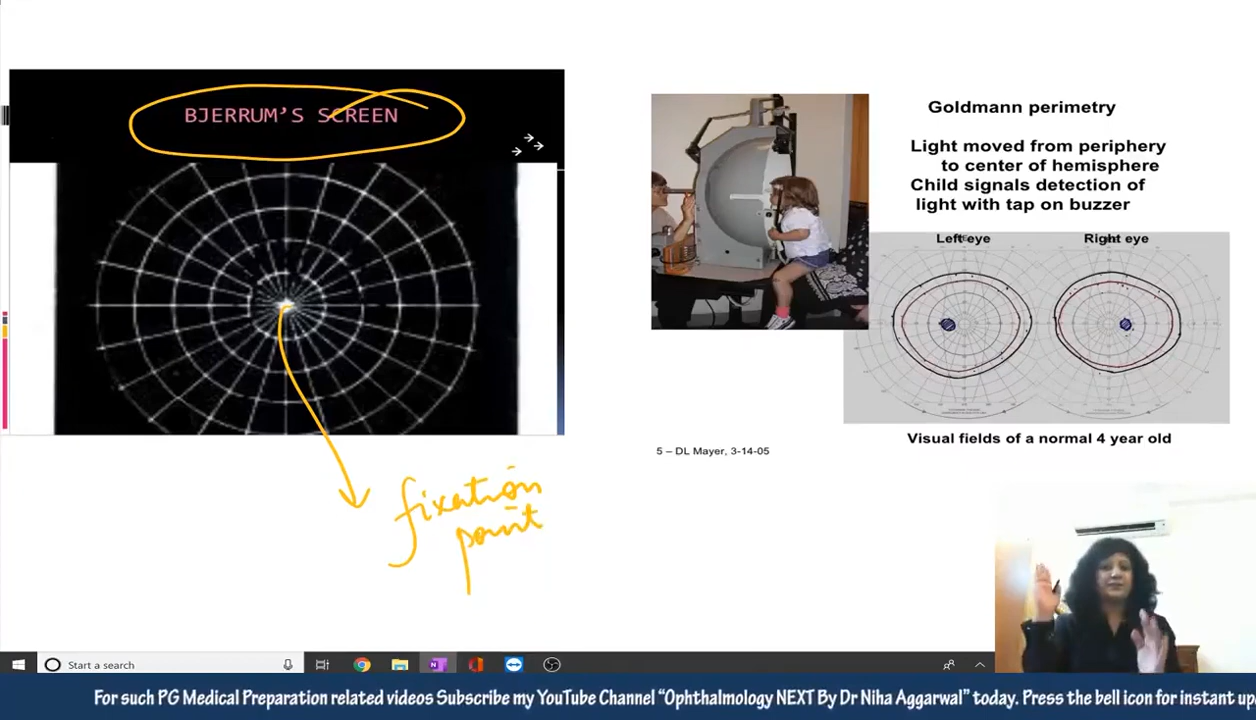 BJERRUM'S SCREEN
fixation
point
Goldmann perimetry
Light moved from periphery
to center of hemisphere
Child signals detection of
light with tap on buzzer
Left eye
Right eye
Visual fields of a normal 4 year old
5 – DL Mayer, 3-14-05
Start a search
For such PG Medical Preparation related videos Subscribe my YouTube Channel “Ophthalmology NEXT By Dr Niha Aggarwal” today. Press the bell icon for instant up